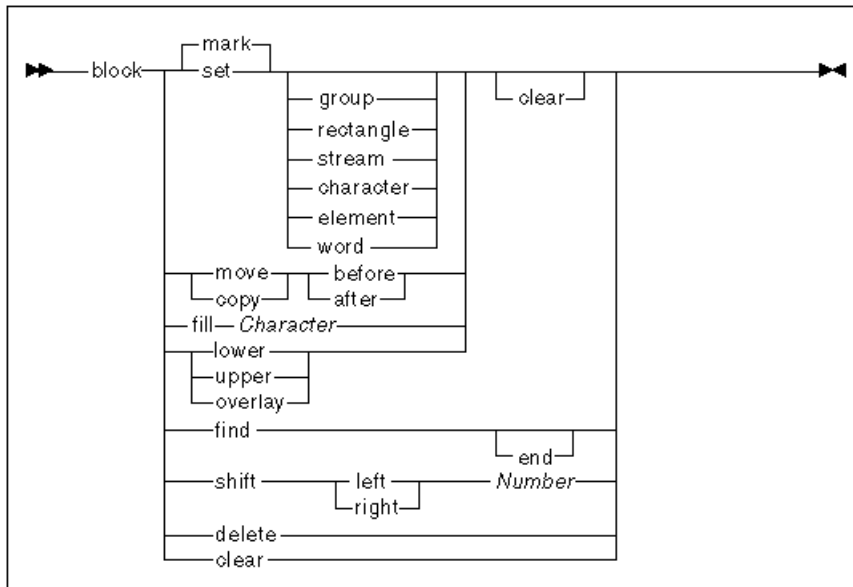 mark
block set
clear
group
rectangle
stream
character
element
word
move before
copy after
fill Character
lower
upper
overlay
find
end
shift left Number
right
delete
clear